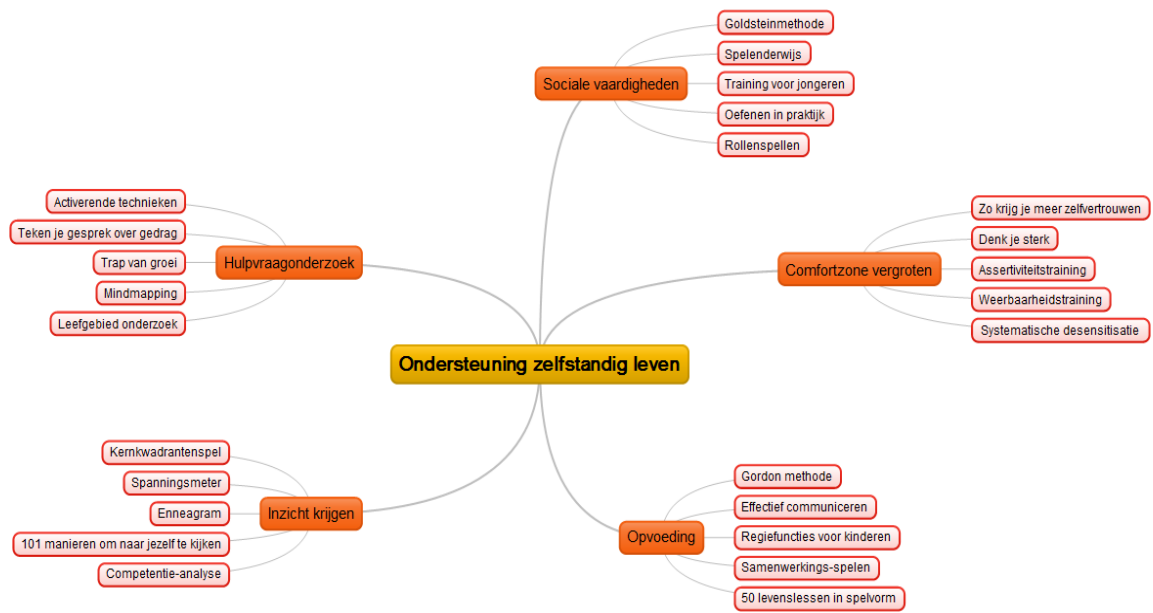 Goldsteinmethode
Spelenderwijs
Sociale vaardigheden
Training voor jongeren
Oefenen in praktijk
Rollenspellen
Activerende technieken
Teken je gesprek over gedrag
Hulpvraagonderzoek
Trap van groei
Mindmapping
Leefgebied onderzoek
Zo krijg je meer zelfvertrouwen
Denk je sterk
Comfortzone vergroten
Assertiviteitstraining
Weerbaarheidstraining
Systematische desensitisatie
Ondersteuning zelfstandig leven
Kernkwadrantenspel
Spanningsmeter
Enneagram
Inzicht krijgen
101 manieren om naar jezelf te kijken
Competentie-analyse
Gordon methode
Effectief communiceren
Opvoeding
Regiefuncties voor kinderen
Samenwerkings-spelen
50 levenslessen in spelvorm